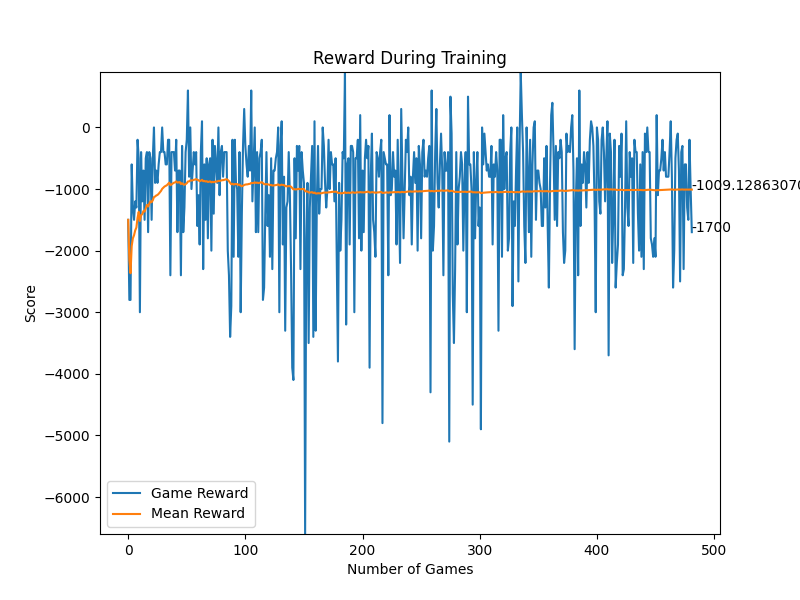 Reward During Training
Score
0
−1000
−2000
−3000
−4000
−5000
−6000
-1009.12863070
-1700
Game Reward
Mean Reward
0 100 200 300 400 500
Number of Games